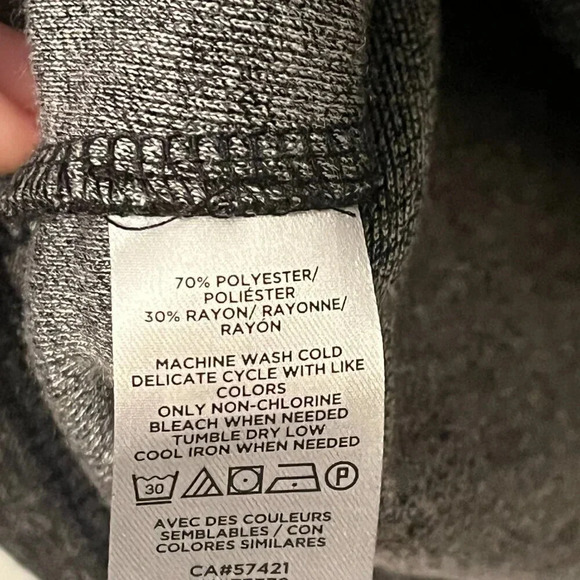 70% POLYESTER/
POLIÉSTER
30% RAYON/ RAYONNE/
RAYÓN
MACHINE WASH COLD
DELICATE CYCLE WITH LIKE
COLORS
ONLY NON-CHLORINE
BLEACH WHEN NEEDED
TUMBLE DRY LOW
COOL IRON WHEN NEEDED
30 P
AVEC DES COULEURS
SEMBLABLES / CON
COLORES SIMILARES
CA#57421